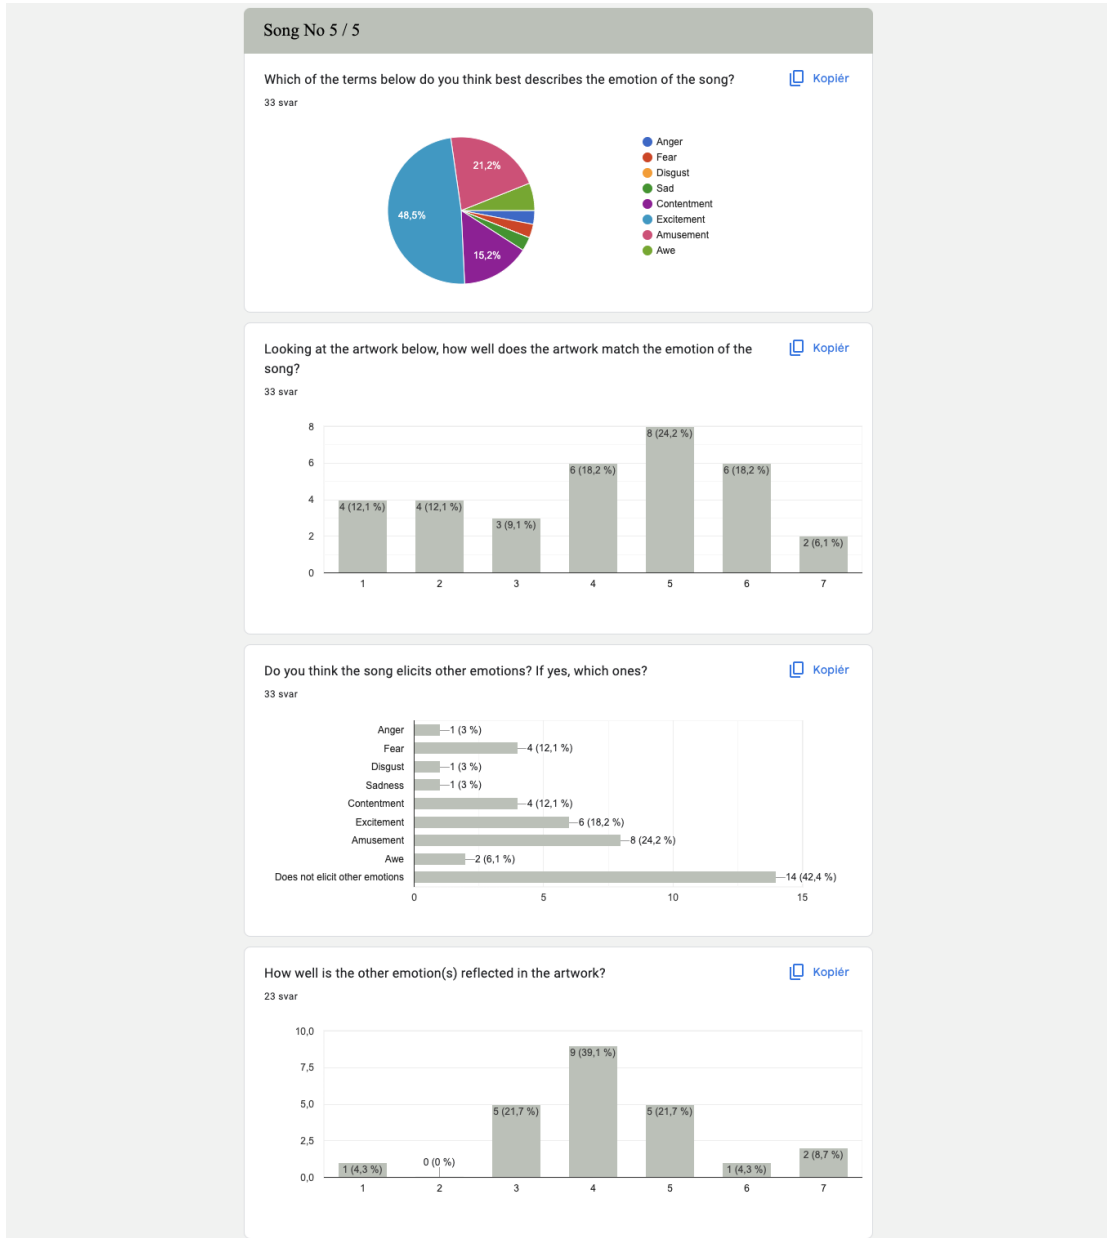 Song No 5 / 5
Which of the terms below do you think best describes the emotion of the song?
Kopiér
33 svar
21,2%
48,5%
15,2%
Anger
Fear
Disgust
Sad
Contentment
Excitement
Amusement
Awe
Looking at the artwork below, how well does the artwork match the emotion of the
song?
Kopiér
33 svar
8
6
4
2
0
4 (12,1 %)
4 (12,1 %)
3 (9,1 %)
6 (18,2 %)
8 (24,2 %)
6 (18,2 %)
2 (6,1 %)
1 2 3 4 5 6 7
Do you think the song elicits other emotions? If yes, which ones?
Kopiér
33 svar
Anger 1 (3 %)
Fear 4 (12,1 %)
Disgust 1 (3 %)
Sadness 1 (3 %)
Contentment 4 (12,1 %)
Excitement 6 (18,2 %)
Amusement 8 (24,2 %)
Awe 2 (6,1 %)
Does not elicit other emotions 14 (42,4 %)
0 5 10 15
How well is the other emotion(s) reflected in the artwork?
Kopiér
23 svar
10,0
7,5
5,0
2,5
0,0
1 (4,3 %)
0 (0 %)
5 (21,7 %)
9 (39,1 %)
5 (21,7 %)
1 (4,3 %)
2 (8,7 %)
1 2 3 4 5 6 7